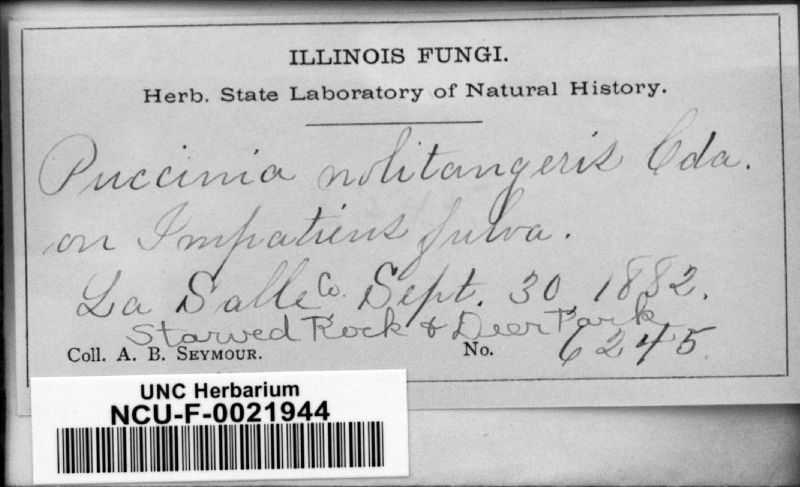 ILLINOIS FUNGI.
Herb. State Laboratory of Natural History.
Puccinia nolitangeris Cda.
on Impatiens fulva.
La Salle Co. Sept. 30, 1882.
Starved Rock & Deer Park
Coll. A. B. SEYMOUR. No. 6245
UNC Herbarium
NCU-F-0021944